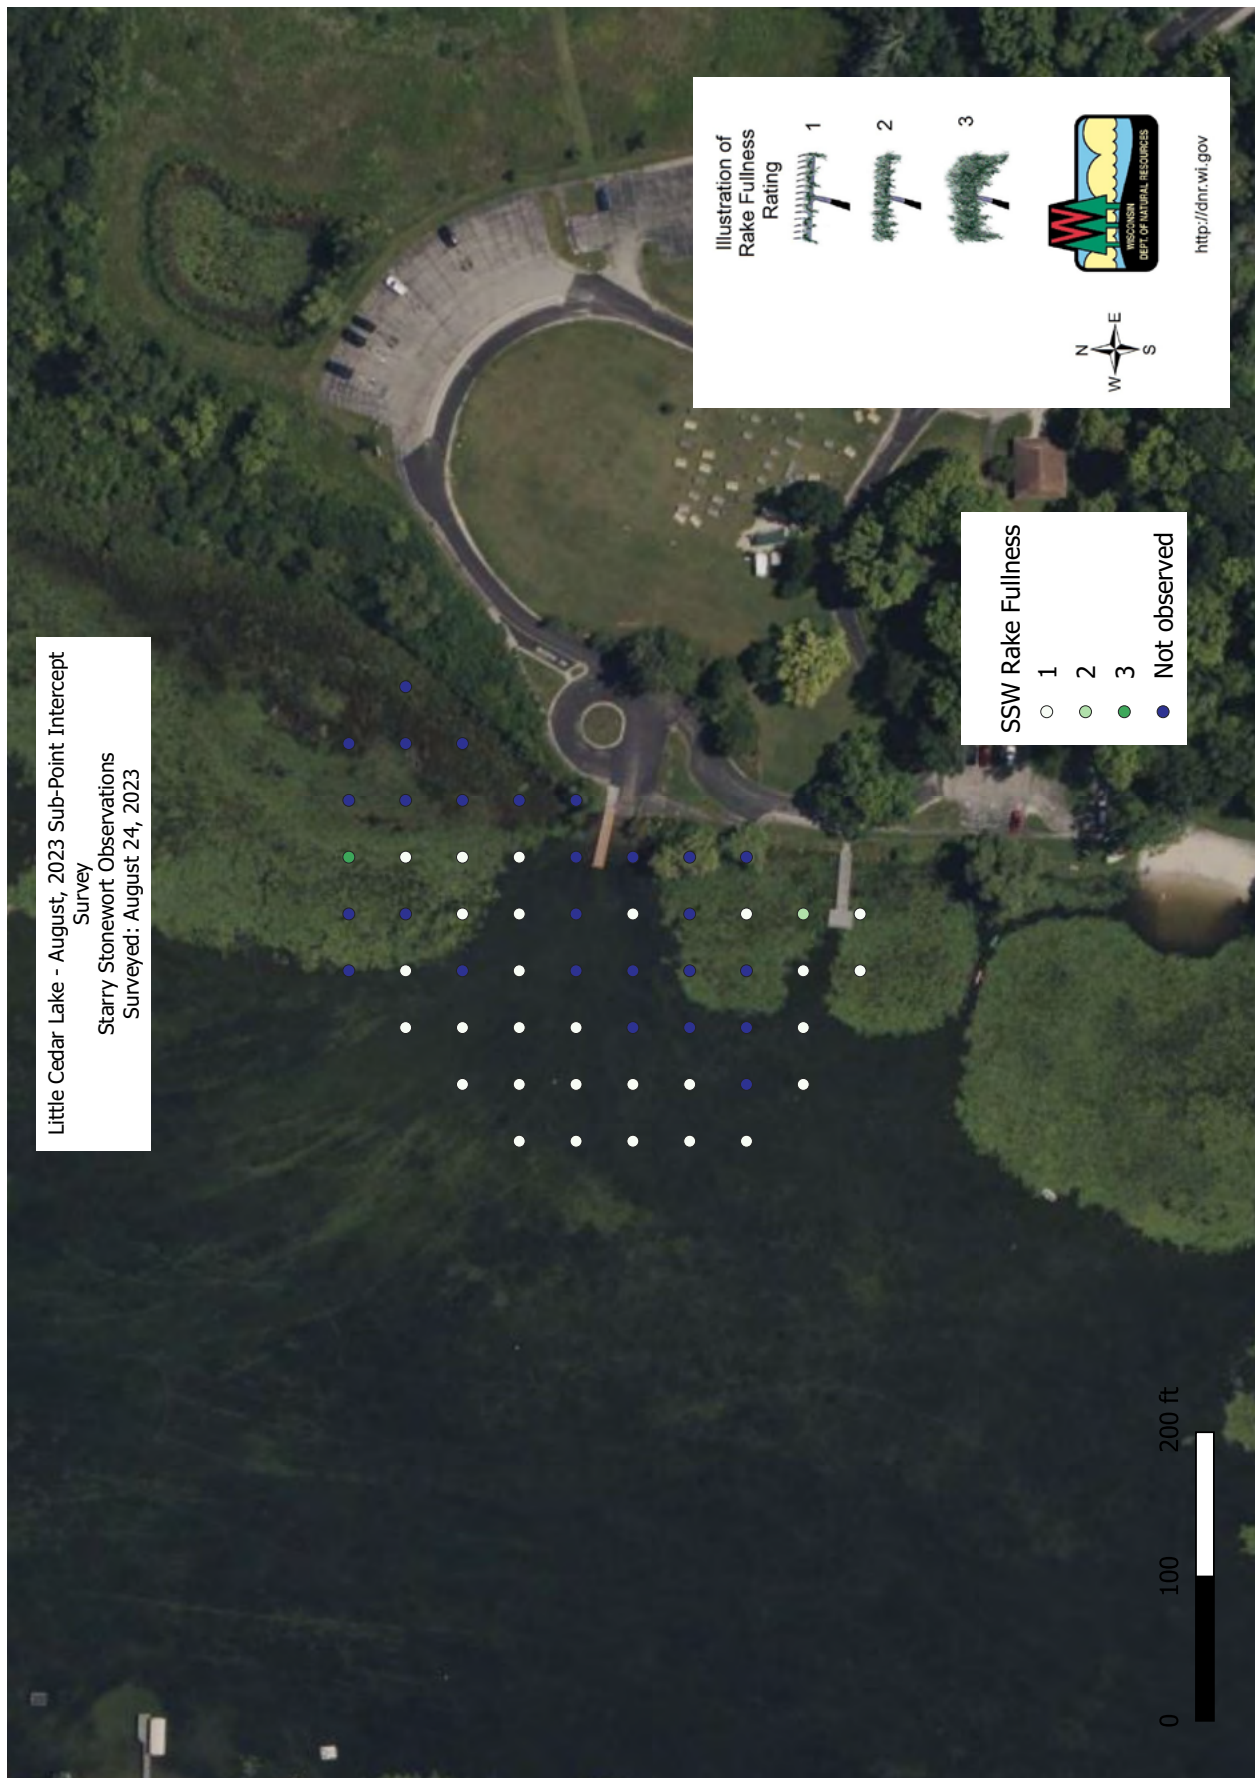 Little Cedar Lake - August, 2023 Sub-Point Intercept
Survey
Starry Stonewort Observations
Surveyed: August 24, 2023
Illustration of
Rake Fullness
Rating
1
2
3
N
W E
S
WISCONSIN
DEPT. OF NATURAL RESOURCES
http://dnr.wi.gov
SSW Rake Fullness
1
2
3
Not observed
0 100 200 ft